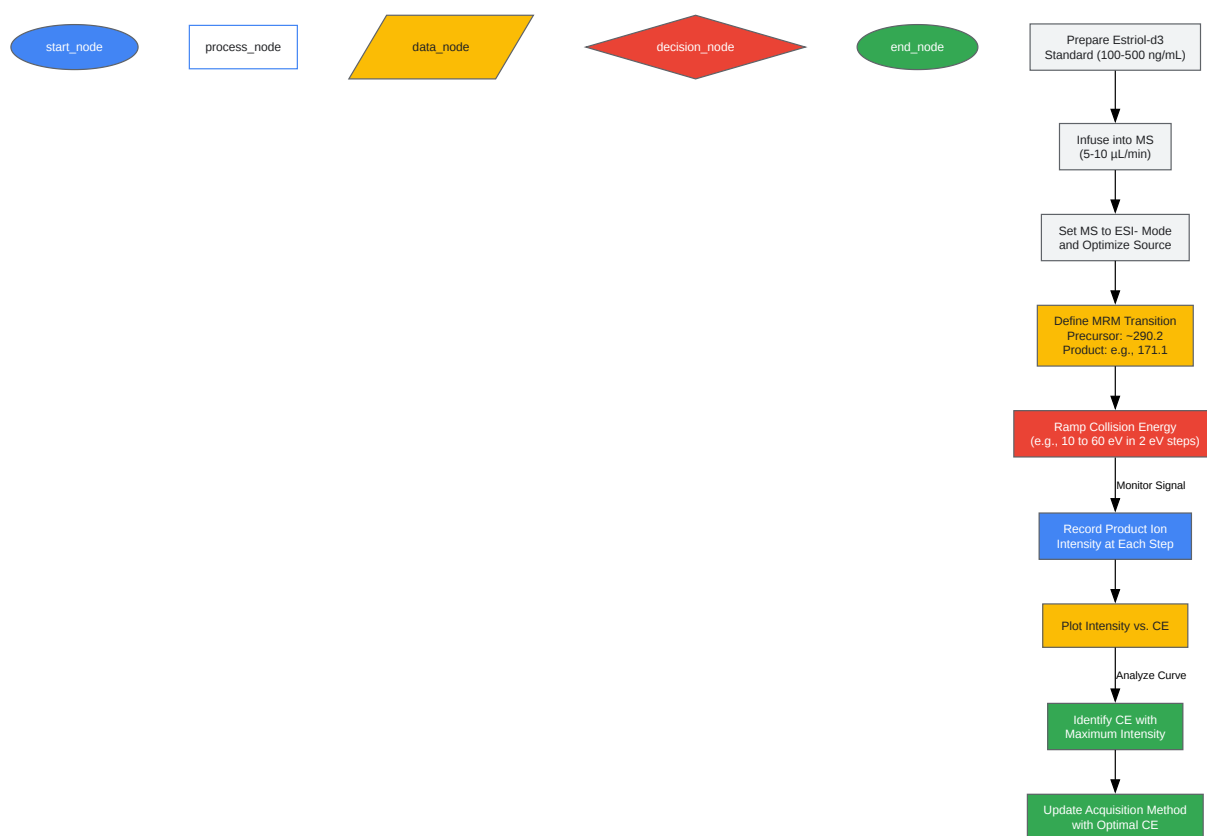 start_node
process_node
data_node
decision_node
end_node
Prepare Estriol-d3
Standard (100-500 ng/mL)
Infuse into MS
(5-10 µL/min)
Set MS to ESI- Mode
and Optimize Source
Define MRM Transition
Precursor: ~290.2
Product: e.g., 171.1
Ramp Collision Energy
(e.g., 10 to 60 eV in 2 eV steps)
Monitor Signal
Record Product Ion
Intensity at Each Step
Plot Intensity vs. CE
Analyze Curve
Identify CE with
Maximum Intensity
Update Acquisition Method
with Optimal CE